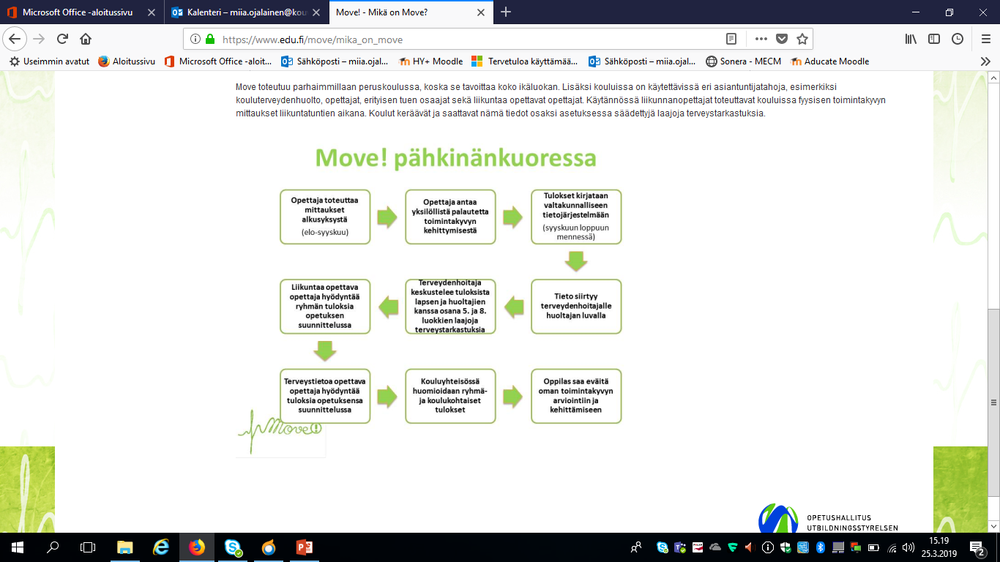 Microsoft Office -aloitussivu
Kalenteri – miia.ojalainen@kou
Move! - Mikä on Move?
https://www.edu.fi/move/mika_on_move
Useimmin avatut
Aloitussivu
Microsoft Office -aloit...
Sähköposti – miia.ojal...
HY+ Moodle
Tervetuloa käyttämää...
Sähköposti – miia.ojal...
Sonera - MECM
Aducate Moodle
Move toteutuu parhaimmillaan peruskoulussa, koska se tavoittaa koko ikäluokan. Lisäksi kouluissa on käytettävissä eri asiantuntijatahoja, esimerkiksi
kouluterveydenhuolto, opettajat, erityisen tuen osaajat sekä liikuntaa opettavat opettajat. Käytännössä liikunnanopettajat toteuttavat kouluissa fyysisen toimintakyvyn
mittaukset liikuntatuntien aikana. Koulut keräävät ja saattavat nämä tiedot osaksi asetuksessa säädettyjä laajoja terveystarkastuksia.
Move! pähkinänkuoressa
Opettaja toteuttaa
mittaukset
alkusyksystä
(elo-syyskuu)
Opettaja antaa
yksilöllistä palautetta
toimintakyvyn
kehittymisestä
Tulokset kirjataan
valtakunnalliseen
tietojärjestelmään
(syyskuun loppuun
mennessä)
Tieto siirtyy
terveydenhoitajalle
huoltajan luvalla
Terveydenhoitaja
keskustelee tuloksista
lapsen ja huoltajien
kanssa osana 5. ja 8.
luokkien laajoja
terveystarkastuksia
Liikuntaa opettava
opettaja hyödyntää
ryhmän tuloksia
opetuksen
suunnittelussa
Terveystietoa opettava
opettaja hyödyntää
tuloksia opetuksensa
suunnittelussa
Kouluyhteisössä
huomioidaan ryhmä-
ja koulukohtaiset
tulokset
Oppilas saa eväitä
oman toimintakyvyn
arviointiin ja
kehittämiseen
Move!
OPETUSHALLITUS
UTBILDNINGSSTYRELSEN
15.19
25.3.2019
2